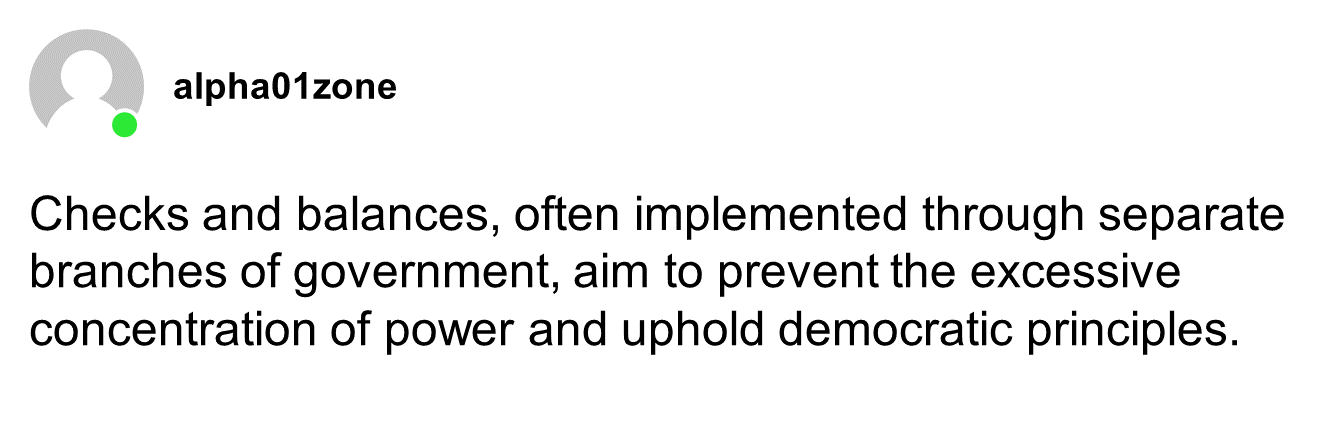 alpha01zone
Checks and balances, often implemented through separate
branches of government, aim to prevent the excessive
concentration of power and uphold democratic principles.